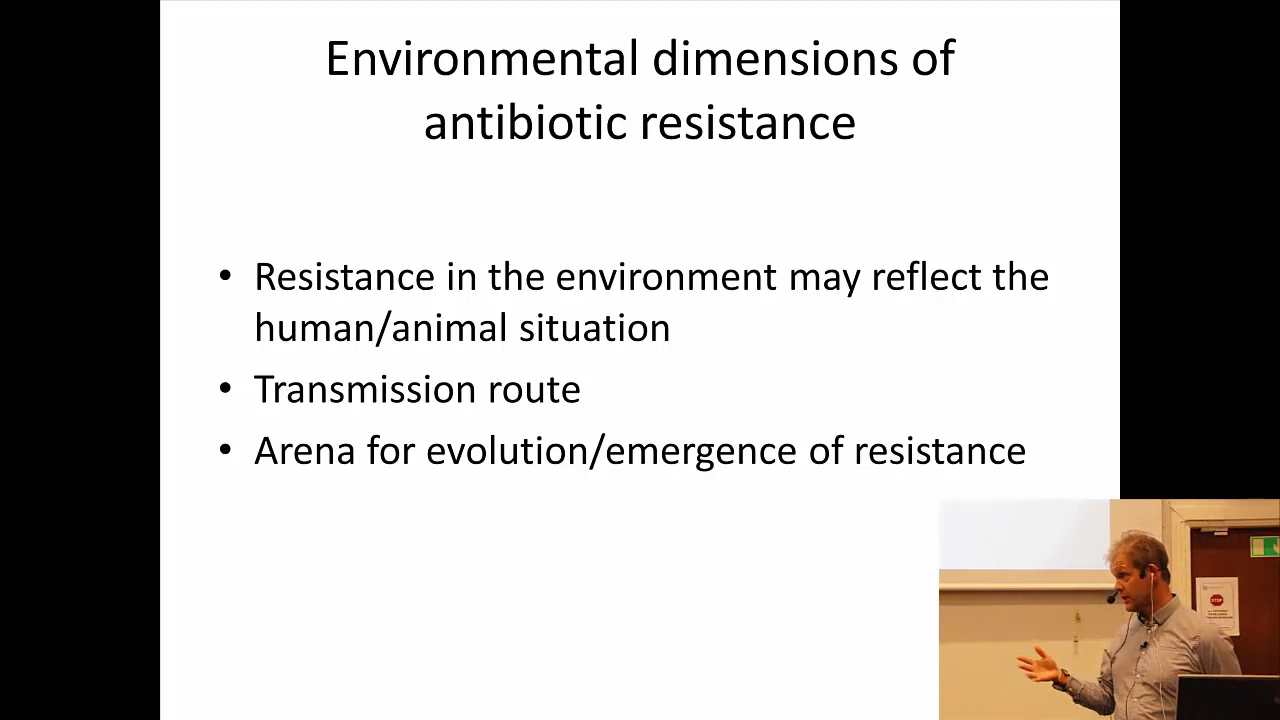 Environmental dimensions of
antibiotic resistance
• Resistance in the environment may reflect the
human/animal situation
• Transmission route
• Arena for evolution/emergence of resistance
STOP